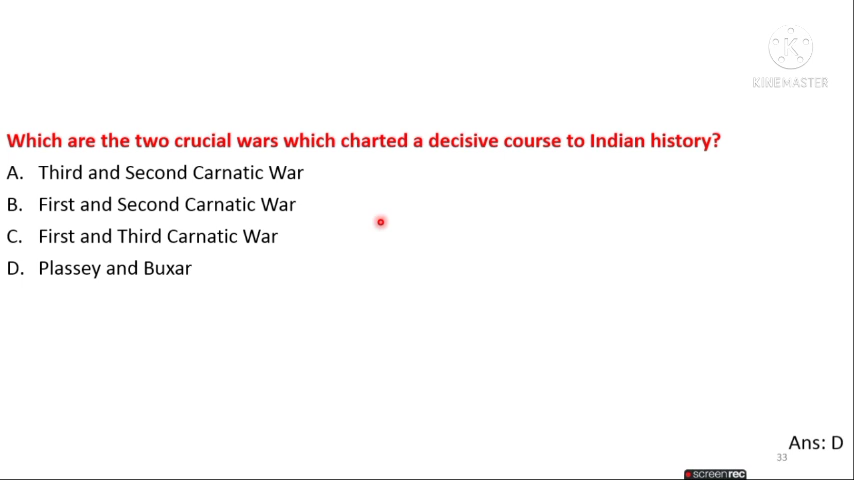 K
KINEMASTER
Which are the two crucial wars which charted a decisive course to Indian history?
A. Third and Second Carnatic War
B. First and Second Carnatic War
C. First and Third Carnatic War
D. Plassey and Buxar
Ans: D
33
screenrec